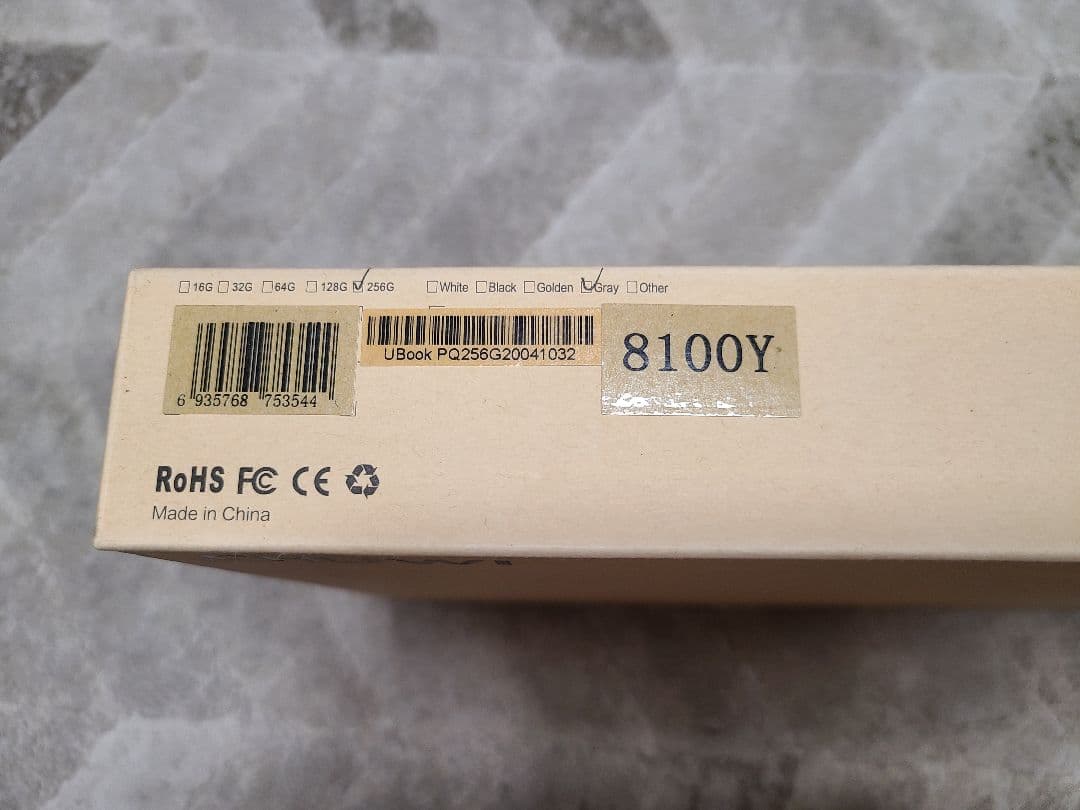 ☐16G ☐32G ☐64G ☐128G ☑256G ☐White ☐Black ☐Golden ☑Gray ☐Other
6 935768 753544
UBook PQ256G20041032
8100Y
RoHS FC CE
Made in China